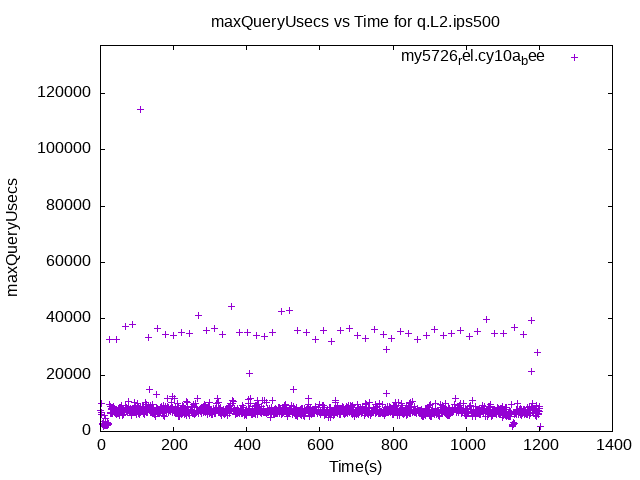 maxQueryUsecs vs Time for q.L2.ips500
my5726rel.cy10abee
120000
100000
80000
60000
40000
20000
0
maxQueryUsecs
0 200 400 600 800 1000 1200 1400
Time(s)